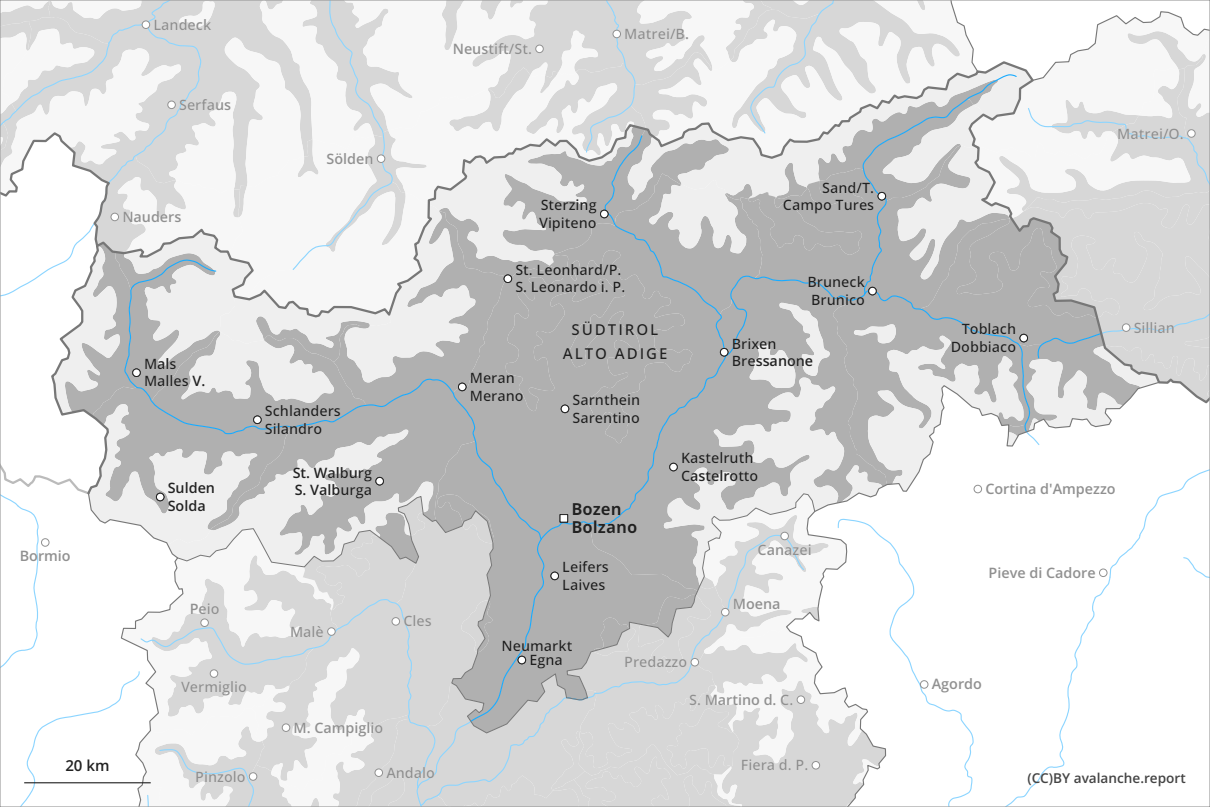 Landeck
Neustift/St.
Matrei/B.
Serfaus
Matrei/O.
Sölden
Sand/T.
Campo Tures
Sterzing
Vipiteno
Nauders
St. Leonhard/P.
S. Leonardo i. P.
Bruneck
Brunico
SÜDTIROL
ALTO ADIGE
Toblach
Dobbiaco
Sillian
Brixen
Bressanone
Mals
Malles V.
Meran
Merano
Sarnthein
Sarentino
Schlanders
Silandro
Kastelruth
Castelrotto
St. Walburg
S. Valburga
Sulden
Solda
Cortina d'Ampezzo
Bozen
Bolzano
Bormio
Canazei
Leifers
Laives
Pieve di Cadore
Peio
Moena
Malè
Cles
Neumarkt
Egna
Predazzo
Vermiglio
Agordo
S. Martino d. C.
M. Campiglio
Fiera d. P.
20 km
Pinzolo
Andalo
(CC)BY avalanche.report